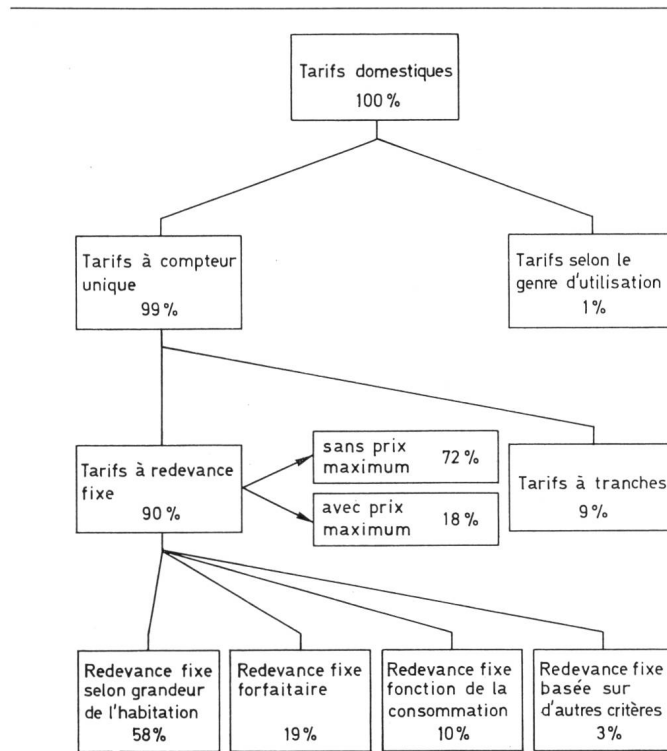 Tarifs domestiques
100 %
Tarifs à compteur
unique
99 %
Tarifs selon le
genre d'utilisation
1 %
Tarifs à redevance
fixe
90 %
sans prix
maximum 72 %
avec prix
maximum 18 %
Tarifs à tranches
9 %
Redevance fixe
selon grandeur
de l'habitation
58 %
Redevance fixe
forfaitaire
19 %
Redevance fixe
fonction de la
consommation
10 %
Redevance fixe
basée sur
d'autres critères
3 %